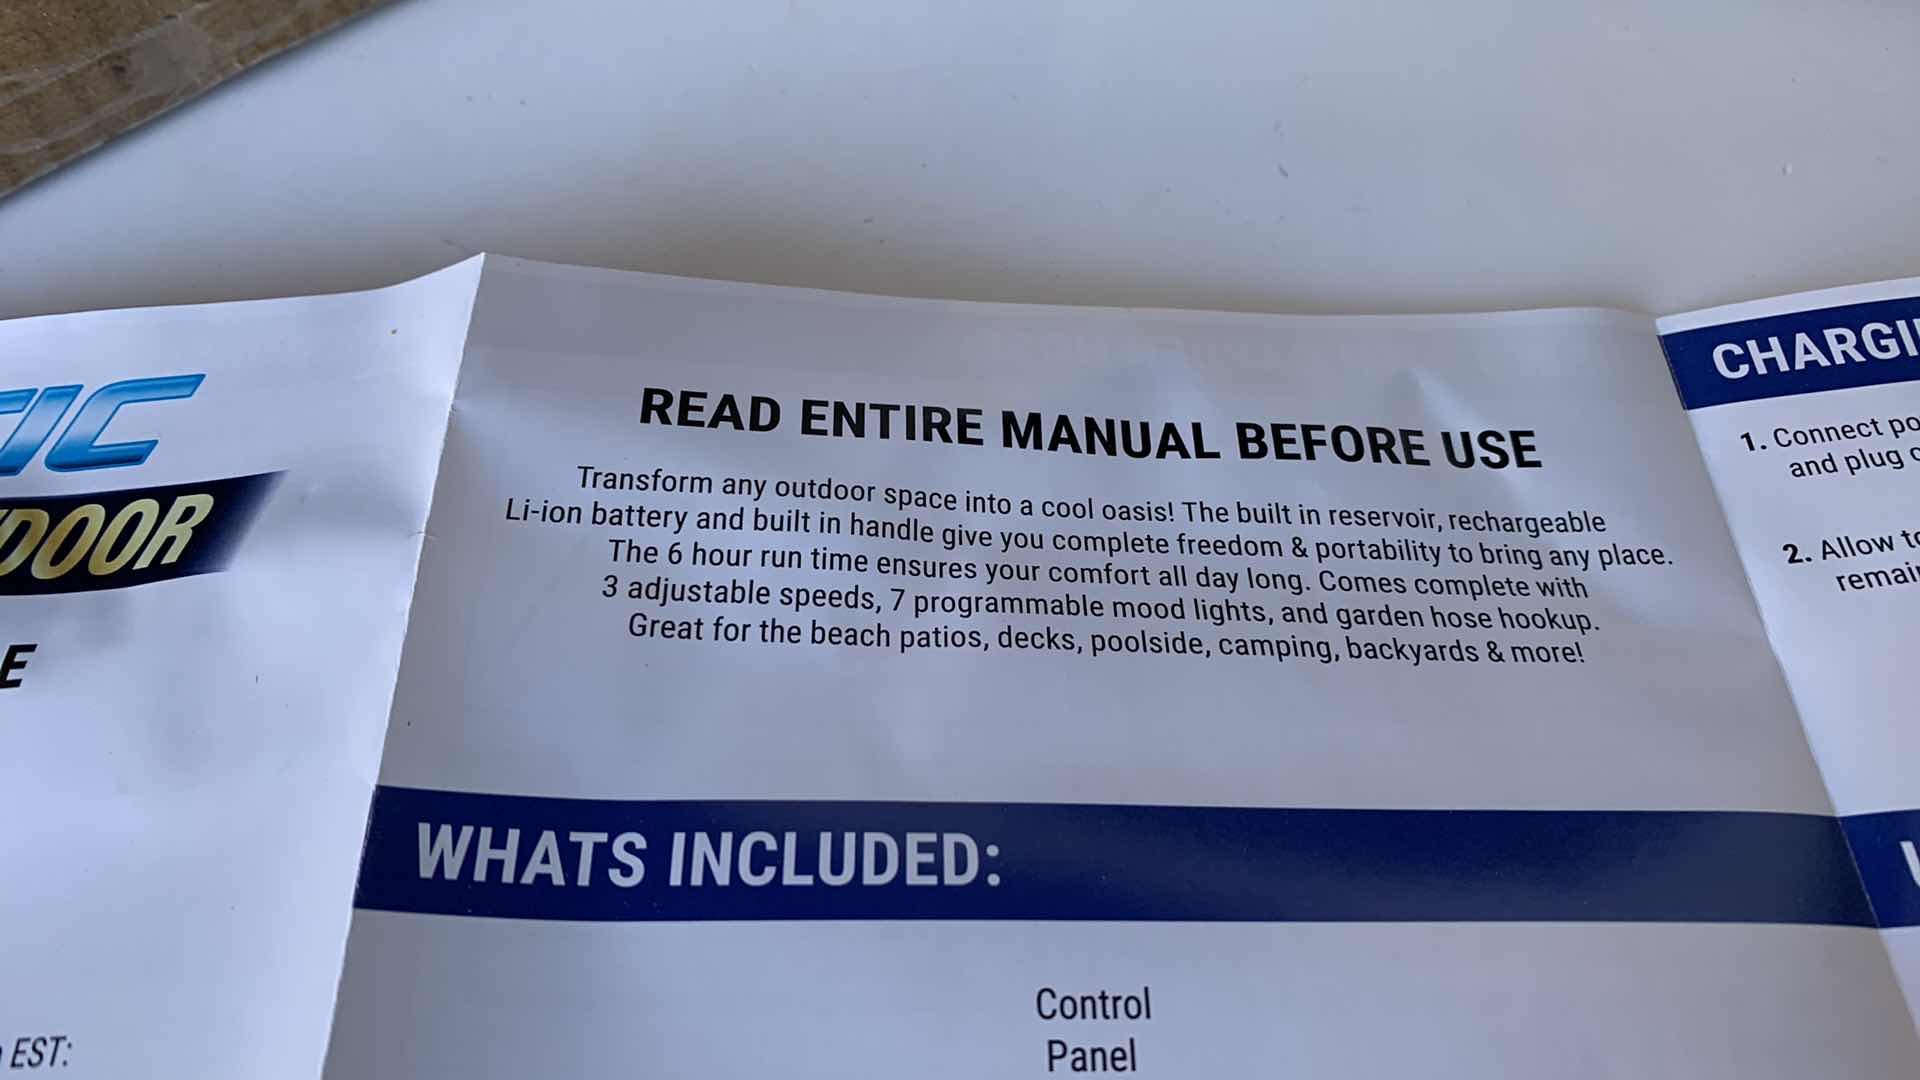 TIC
DOOR
E
EST:
READ ENTIRE MANUAL BEFORE USE
Transform any outdoor space into a cool oasis! The built in reservoir, rechargeable
Li-ion battery and built in handle give you complete freedom & portability to bring any place.
The 6 hour run time ensures your comfort all day long. Comes complete with
3 adjustable speeds, 7 programmable mood lights, and garden hose hookup.
Great for the beach patios, decks, poolside, camping, backyards & more!
WHATS INCLUDED:
Control
Panel
CHARGI
1. Connect po
and plug
2. Allow to
remai